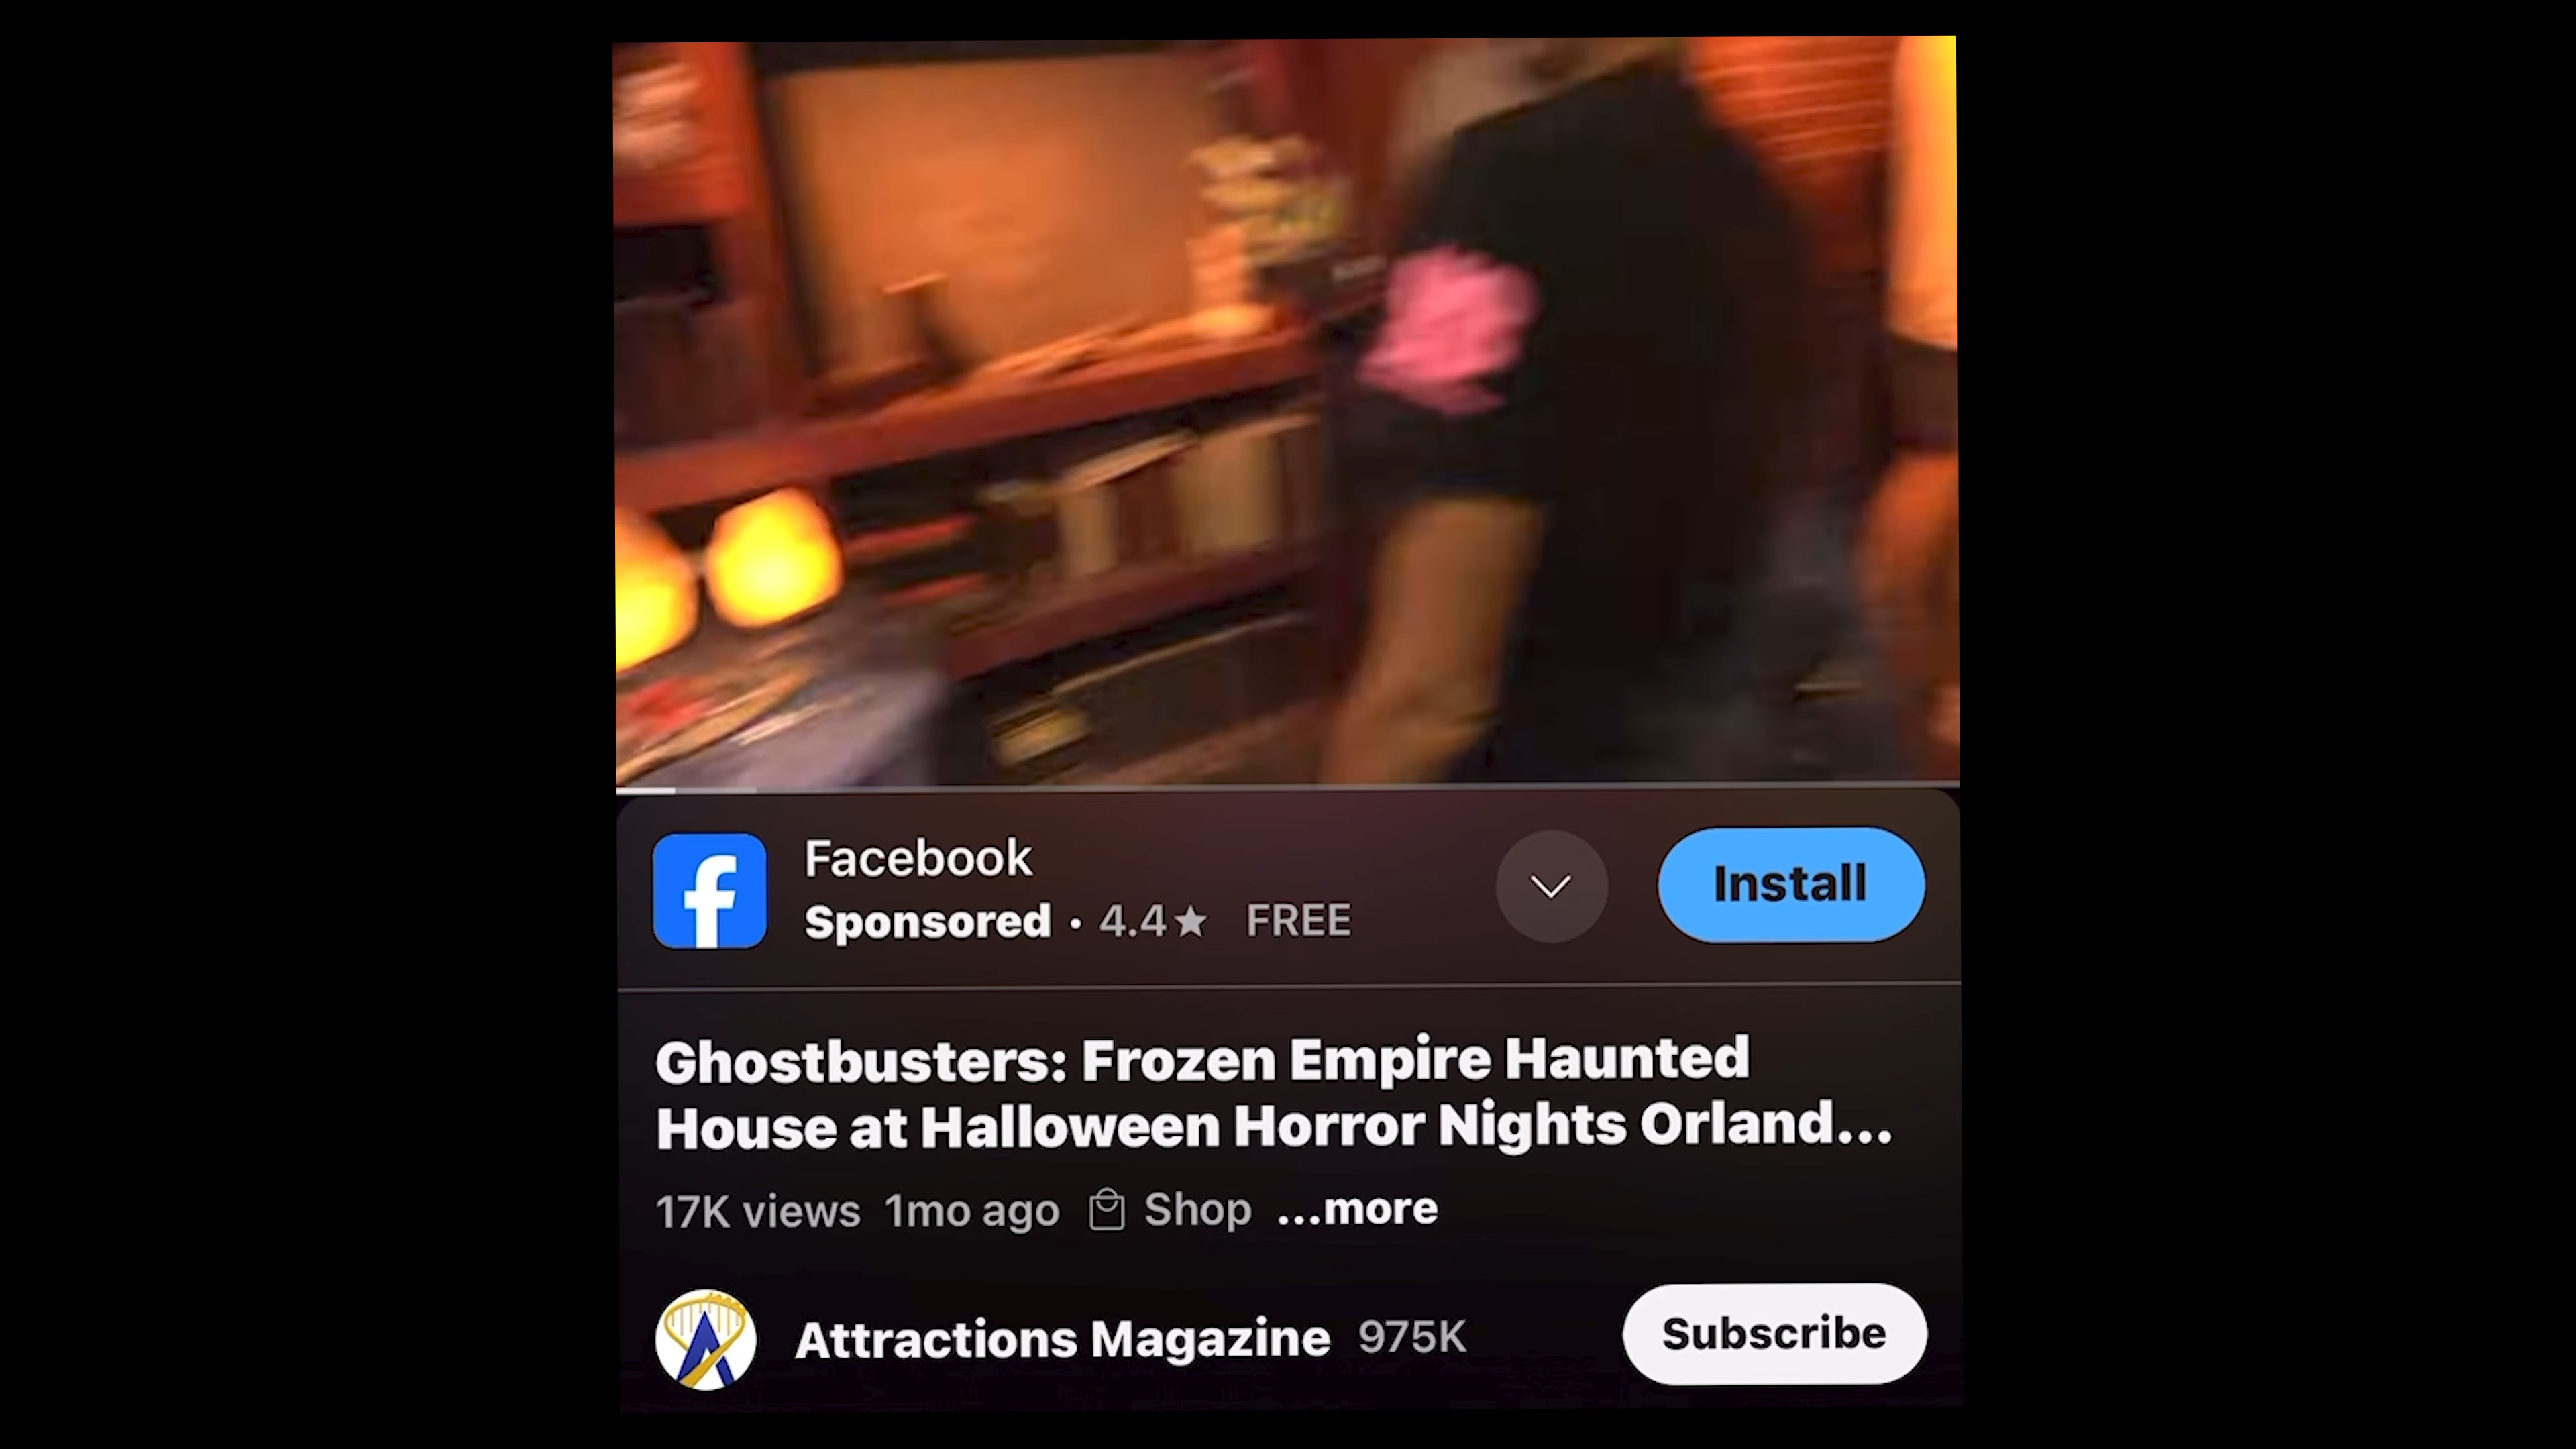 Facebook
Sponsored • 4.4★ FREE
Install
Ghostbusters: Frozen Empire Haunted
House at Halloween Horror Nights Orland...
17K views 1mo ago Shop ...more
Attractions Magazine 975K
Subscribe